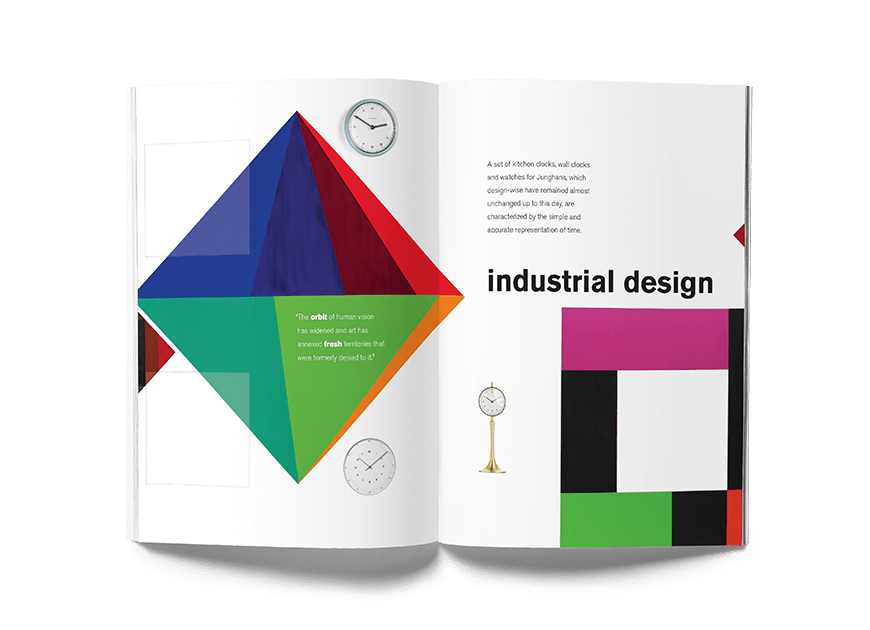 "The orbit of human vision
has widened and art has
annexed fresh territories that
were formerly denied to it."
A set of kitchen clocks, wall clocks
and watches for Junghans, which
design-wise have remained almost
unchanged up to this day, are
characterized by the simple and
accurate representation of time.
industrial design